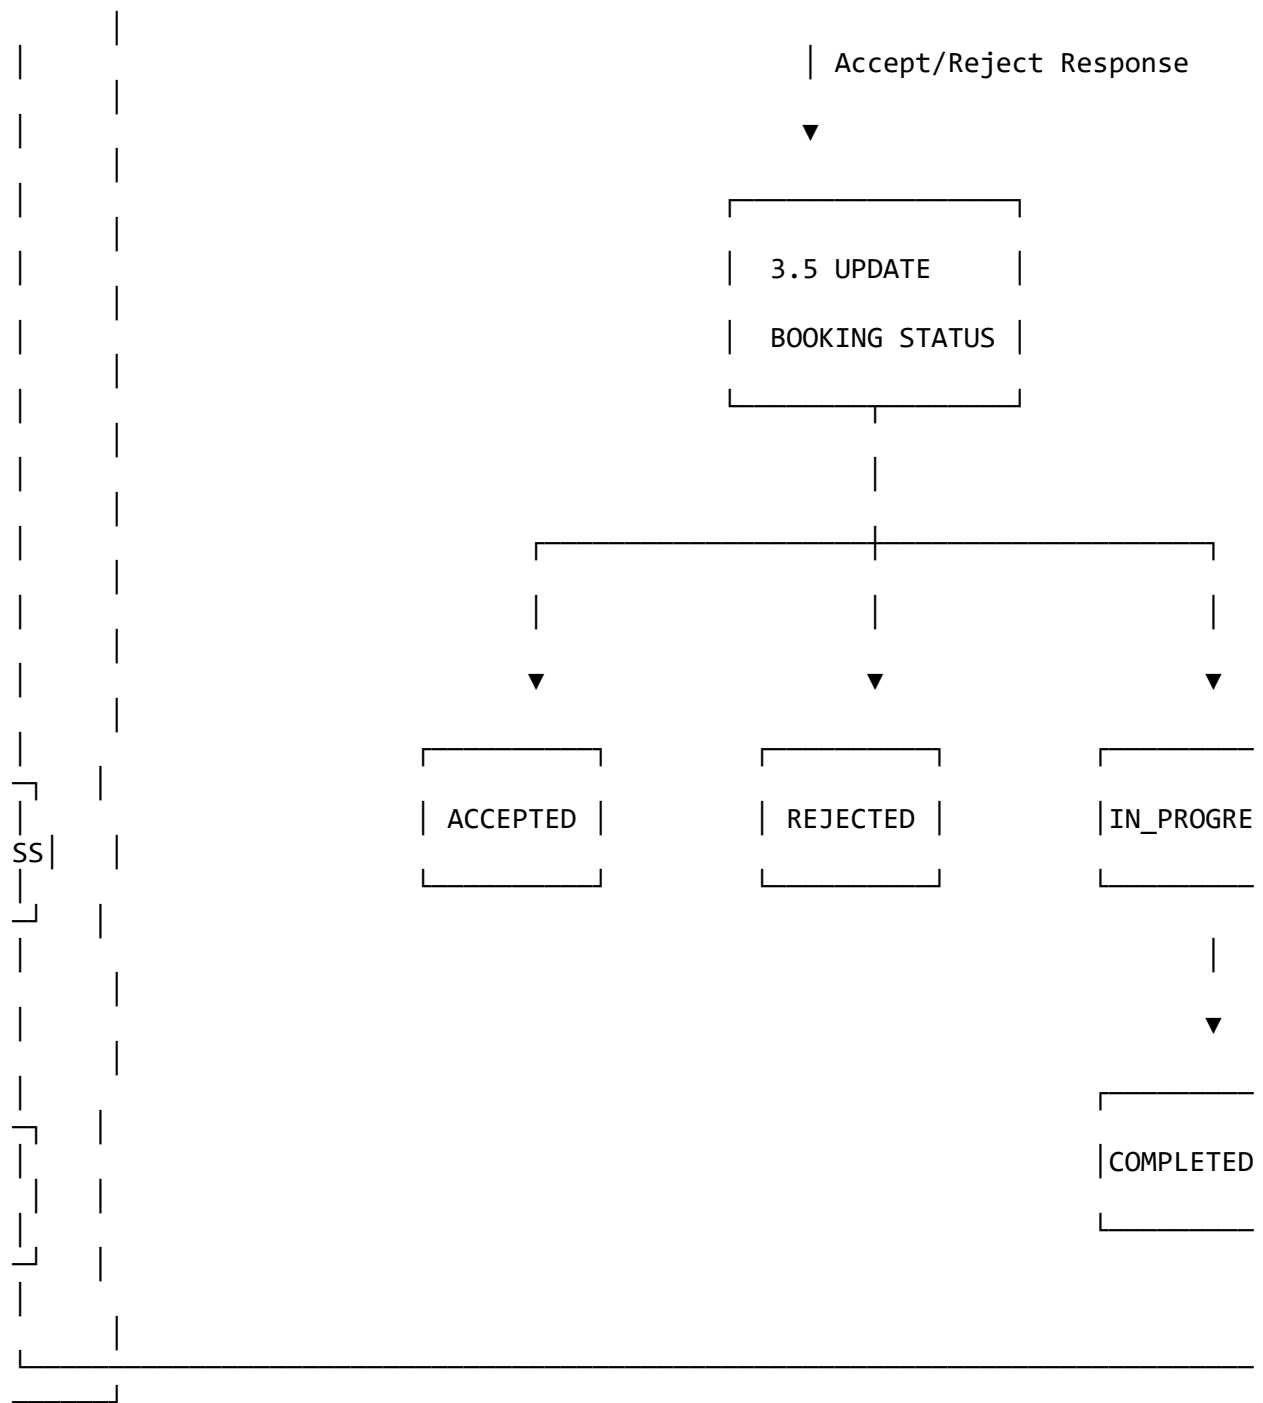 Accept/Reject Response
3.5 UPDATE
BOOKING STATUS
ACCEPTED REJECTED IN_PROGRE
SS
COMPLETED